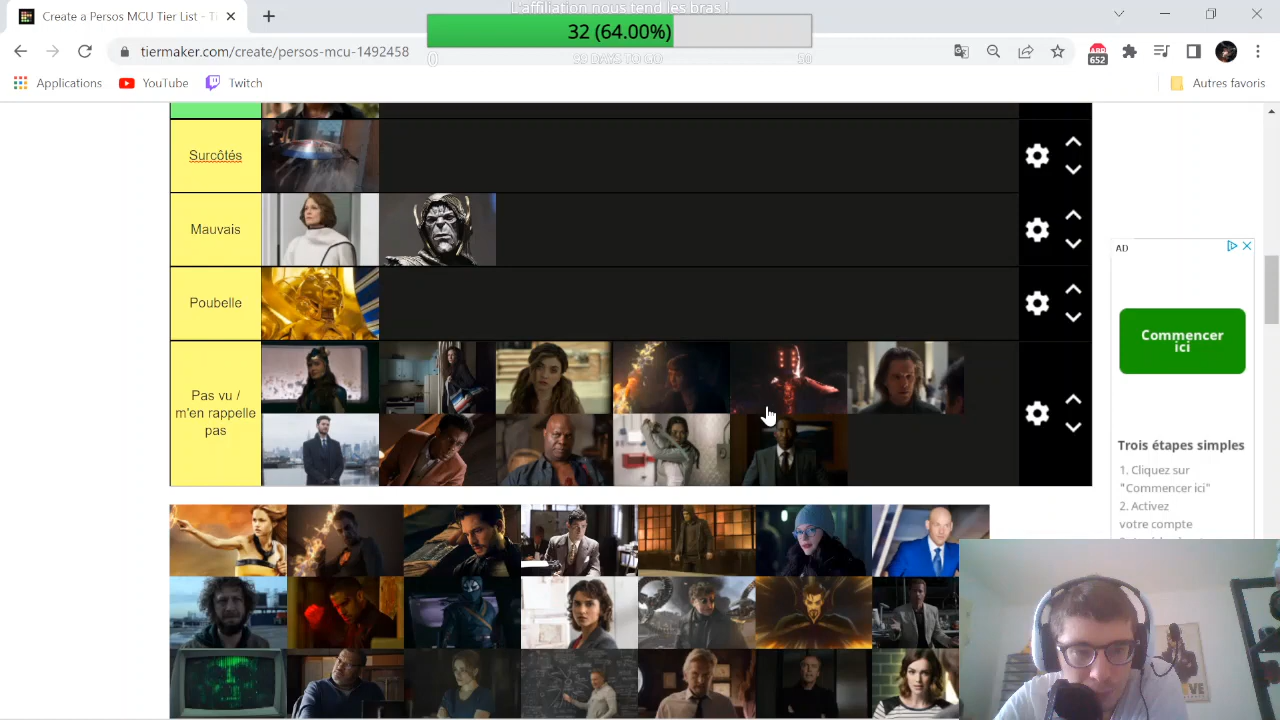 L'affiliation nous tend les bras !
Create a Persos MCU Tier List - Ti
32 (64.00%)
tiermaker.com/create/persos-mcu-1492458
652
Applications
YouTube
Twitch
Autres favoris
Surcôtés
Mauvais
Poubelle
Pas vu /
m'en rappelle
pas
AD
Commencer
ici
Trois étapes simples
1. Cliquez sur
"Commencer ici"
2. Activez
votre compte